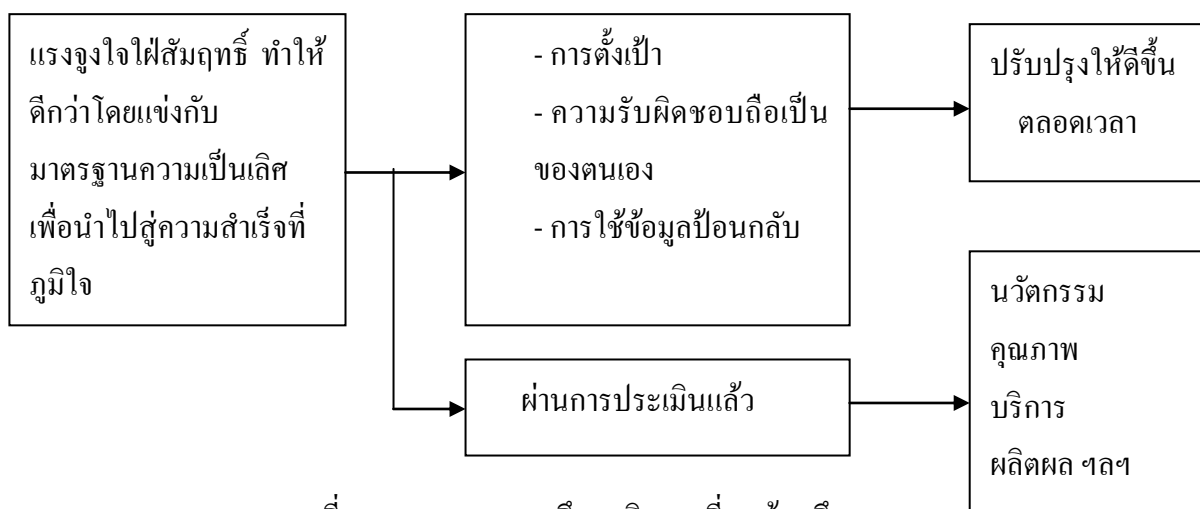 แรงจูงใจใฝ่สัมฤทธิ์ ทำให้
ดีกว่าโดยแข่งกับ
มาตรฐานความเป็นเลิศ
เพื่อนำไปสู่ความสำเร็จที่
ภูมิใจ
- การตั้งเป้า
- ความรับผิดชอบถือเป็น
ของตนเอง
- การใช้ข้อมูลป้อนกลับ
ปรับปรุงให้ดีขึ้น
ตลอดเวลา
ผ่านการประเมินแล้ว
นวัตกรรม
คุณภาพ
บริการ
ผลิตผล ฯลฯ